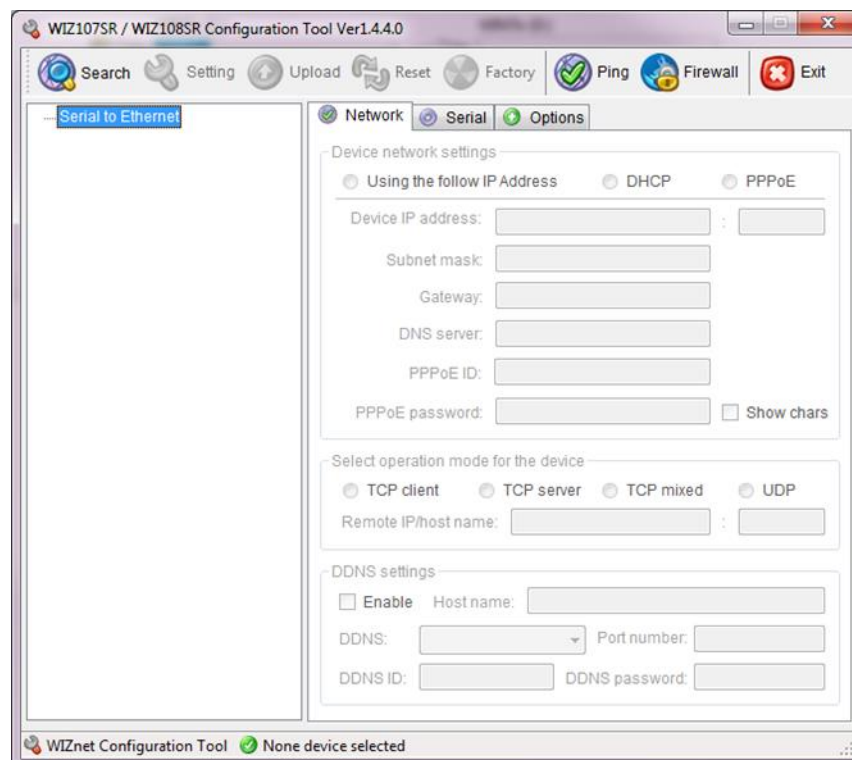 WIZ107SR / WIZ108SR Configuration Tool Ver1.4.4.0
Search Setting Upload Reset Factory Ping Firewall Exit
Serial to Ethernet
Network Serial Options
Device network settings
Using the follow IP Address DHCP PPPoE
Device IP address: :
Subnet mask:
Gateway:
DNS server:
PPPoE ID:
PPPoE password: Show chars
Select operation mode for the device
TCP client TCP server TCP mixed UDP
Remote IP/host name: :
DDNS settings
Enable Host name:
DDNS: Port number:
DDNS ID: DDNS password:
WIZnet Configuration Tool None device selected